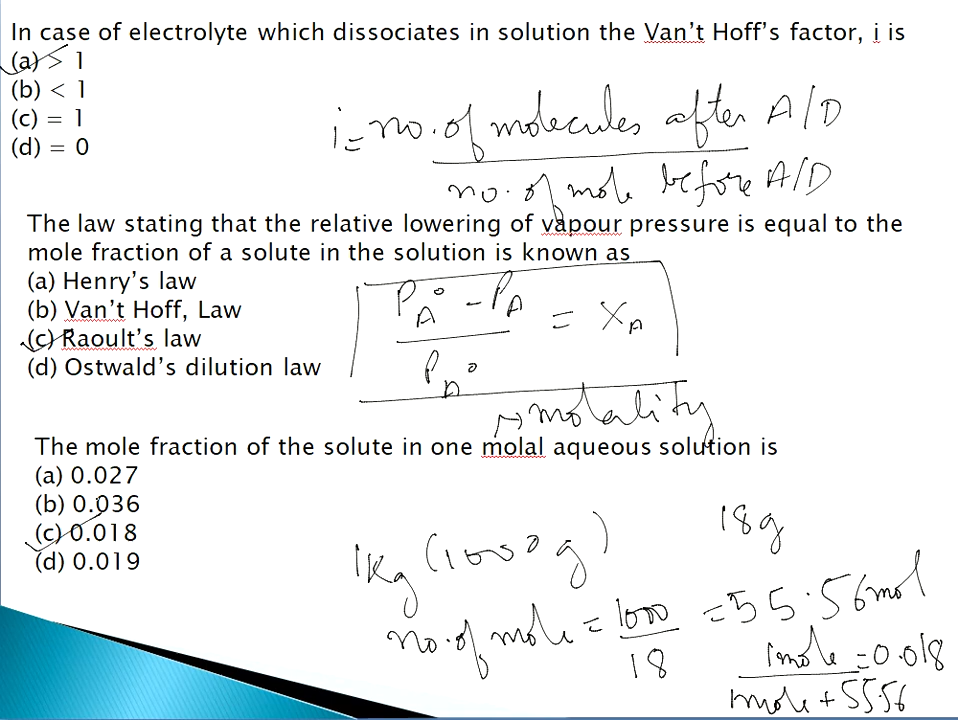 In case of electrolyte which dissociates in solution the Van't Hoff's factor, i is
(a) > 1
(b) < 1
(c) = 1
(d) = 0
i = no. of molecules after A/D
no. of mole before A/D
The law stating that the relative lowering of vapour pressure is equal to the
mole fraction of a solute in the solution is known as
(a) Henry's law
(b) Van't Hoff, Law
(c) Raoult's law
(d) Ostwald's dilution law
P°A - PA
= XA
P°A
molality
The mole fraction of the solute in one molal aqueous solution is
(a) 0.027
(b) 0.036
(c) 0.018
(d) 0.019
18g
1Kg (1000g)
no. of mole = 1000/18 = 55.56mol
1mole = 0.018
1mole + 55.56